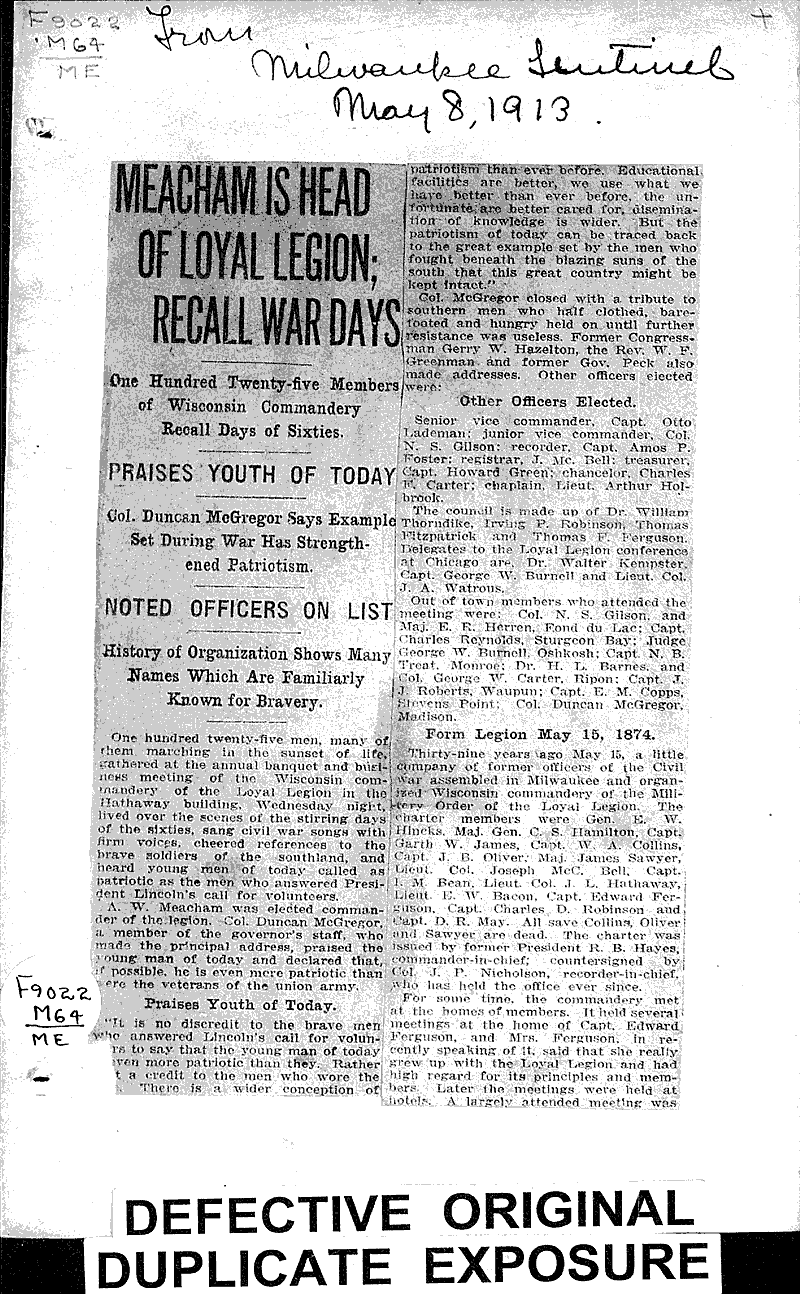 F9022
M64
ME
From
Milwaukee Sentinel
May 8, 1913.
MEACHAM IS HEAD
OF LOYAL LEGION;
RECALL WAR DAYS
One Hundred Twenty-five Members
of Wisconsin Commandery
Recall Days of Sixties.
PRAISES YOUTH OF TODAY
Col. Duncan McGregor Says Example
Set During War Has Strength-
ened Patriotism.
NOTED OFFICERS ON LIST
History of Organization Shows Many
Names Which Are Familiarly
Known for Bravery.
One hundred twenty-five men, many of
them marching in the sunset of life,
gathered at the annual banquet and busi-
ness meeting of the Wisconsin com-
mandery of the Loyal Legion in the
Hathaway building, Wednesday night,
lived over the scenes of the stirring days
of the sixties, sang civil war songs with
firm voices, cheered references to the
brave soldiers of the southland, and
heard young men of today called as
patriotic as the men who answered Presi-
dent Lincoln's call for volunteers.
A. W. Meacham was elected comman-
der of the legion. Col. Duncan McGregor,
a member of the governor's staff, who
made the principal address, praised the
young man of today and declared that,
if possible, he is even more patriotic than
were the veterans of the union army.
Praises Youth of Today.
"It is no discredit to the brave men
who answered Lincoln's call for volun-
rs to say that the young man of today
ven more patriotic than they. Rather
t a credit to the men who wore the
There is a wider conception of
patriotism than ever before. Educational
facilities are better, we use what we
have better than ever before, the un-
fortunate are better cared for, disemina-
tion of knowledge is wider. But the
patriotism of today can be traced back
to the great example set by the men who
fought beneath the blazing suns of the
south that this great country might be
kept intact."
Col. McGregor closed with a tribute to
southern men who half clothed, bare-
footed and hungry held on until further
resistance was useless. Former Congress-
man Gerry W. Hazelton, the Rev. W. F.
Greenman and former Gov. Peck also
made addresses. Other officers elected
were:
Other Officers Elected.
Senior vice commander, Capt. Otto
Lademan; junior vice commander, Col.
N. S. Gilson; recorder, Capt. Amos P.
Foster; registrar, J. Mc. Bell; treasurer,
Capt. Howard Green; chancelor, Charles
F. Carter; chaplain, Lieut. Arthur Hol-
brook.
The council is made up of Dr. William
Thorndike, Irving P. Robinson, Thomas
Fitzpatrick and Thomas F. Ferguson.
Delegates to the Loyal Legion conference
at Chicago are, Dr. Walter Kempster,
Capt. George W. Burnell and Lieut. Col.
J. A. Watrous.
Out of town members who attended the
meeting were: Col. N. S. Gilson, and
Maj. E. R. Herren, Fond du Lac; Capt.
Charles Reynolds, Sturgeon Bay; Judge
George W. Burnell, Oshkosh; Capt. N. B.
Treat, Monroe; Dr. H. L. Barnes, and
Col. George W. Carter, Ripon; Capt. J.
J. Roberts, Waupun; Capt. E. M. Copps,
Stevens Point; Col. Duncan McGregor,
Madison.
Form Legion May 15, 1874.
Thirty-nine years ago May 15, a little
company of former officers of the Civil
war assembled in Milwaukee and organ-
ized Wisconsin commandery of the Mili-
tery Order of the Loyal Legion. The
charter members were Gen. E. W.
Hincks, Maj. Gen. C. S. Hamilton, Capt.
Garth W. James, Capt. W. A. Collins,
Capt. J. B. Oliver, Maj. James Sawyer,
Lieut. Col. Joseph McC. Bell, Capt.
I. M. Bean, Lieut. Col. J. L. Hathaway,
Lieut. E. W. Bacon, Capt. Edward Fer-
guson, Capt. Charles D. Robinson and
Capt. D. R. May. All save Collins, Oliver
and Sawyer are dead. The charter was
issued by former President R. B. Hayes,
commander-in-chief; countersigned by
Col. J. P. Nicholson, recorder-in-chief,
who has held the office ever since.
For some time, the commandery met
at the homes of members. It held several
meetings at the home of Capt. Edward
Ferguson, and Mrs. Ferguson, in re-
cently speaking of it, said that she really
grew up with the Loyal Legion and had
high regard for its principles and mem-
bers. Later the meetings were held at
hotels. A largely attended meeting was
F9022
M64
ME
DEFECTIVE ORIGINAL
DUPLICATE EXPOSURE